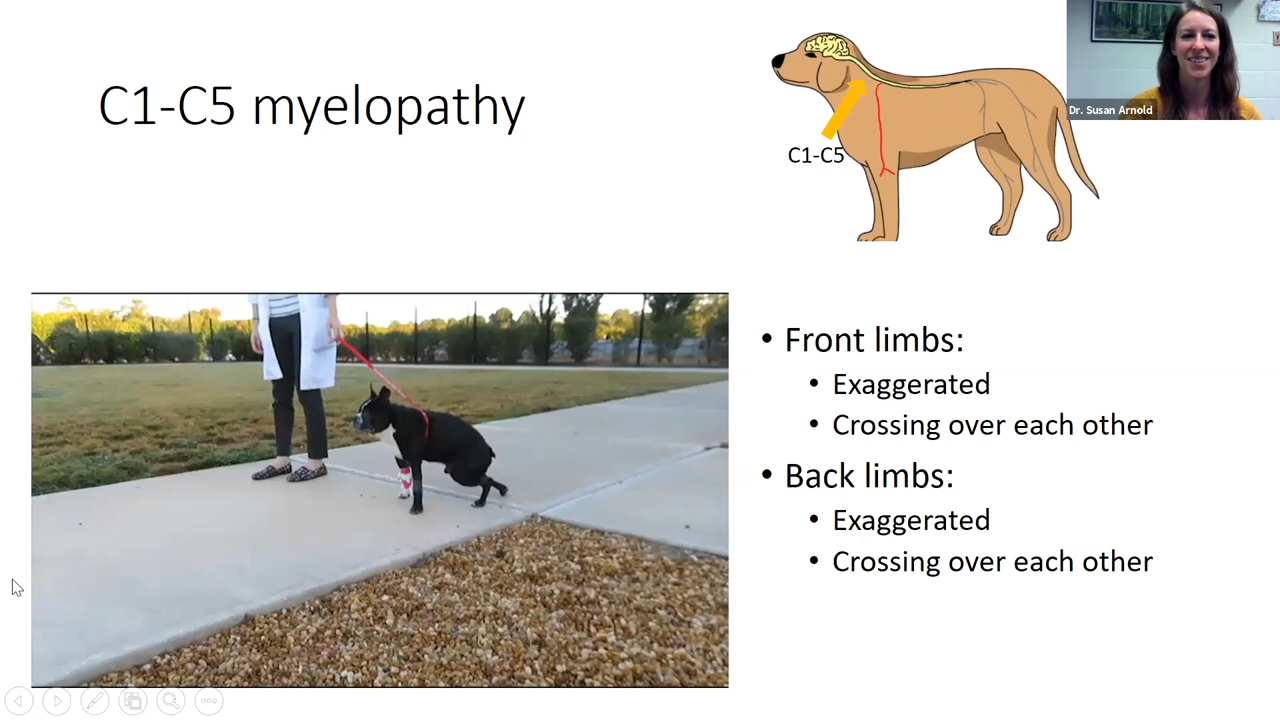 C1-C5 myelopathy
C1-C5
Dr. Susan Arnold
• Front limbs:
• Exaggerated
• Crossing over each other
• Back limbs:
• Exaggerated
• Crossing over each other